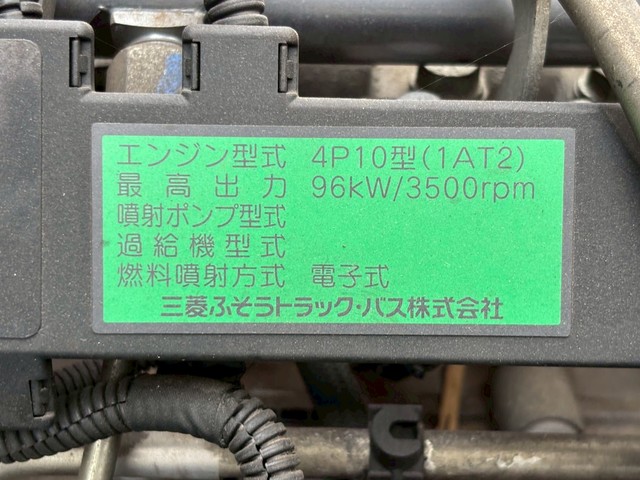 エンジン型式 4P10型(1AT2)
最高出力 96kW/3500rpm
噴射ポンプ型式
過給機型式
燃料噴射方式 電子式
三菱ふそうトラック・バス株式会社